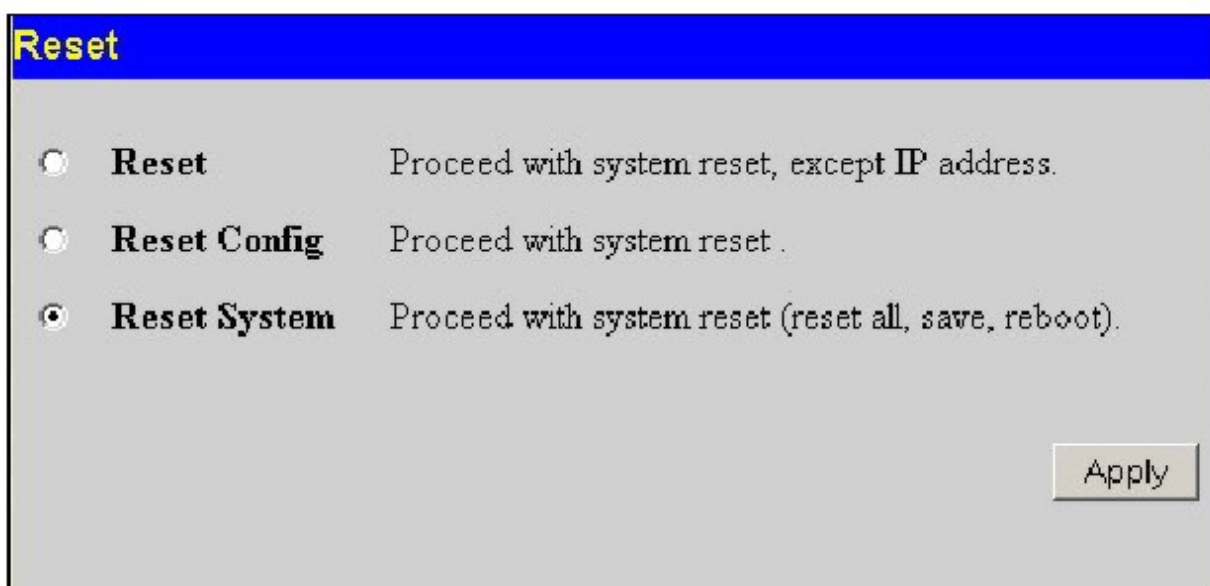 Reset
Reset Proceed with system reset, except IP address.
Reset Config Proceed with system reset .
Reset System Proceed with system reset (reset all, save, reboot).
Apply